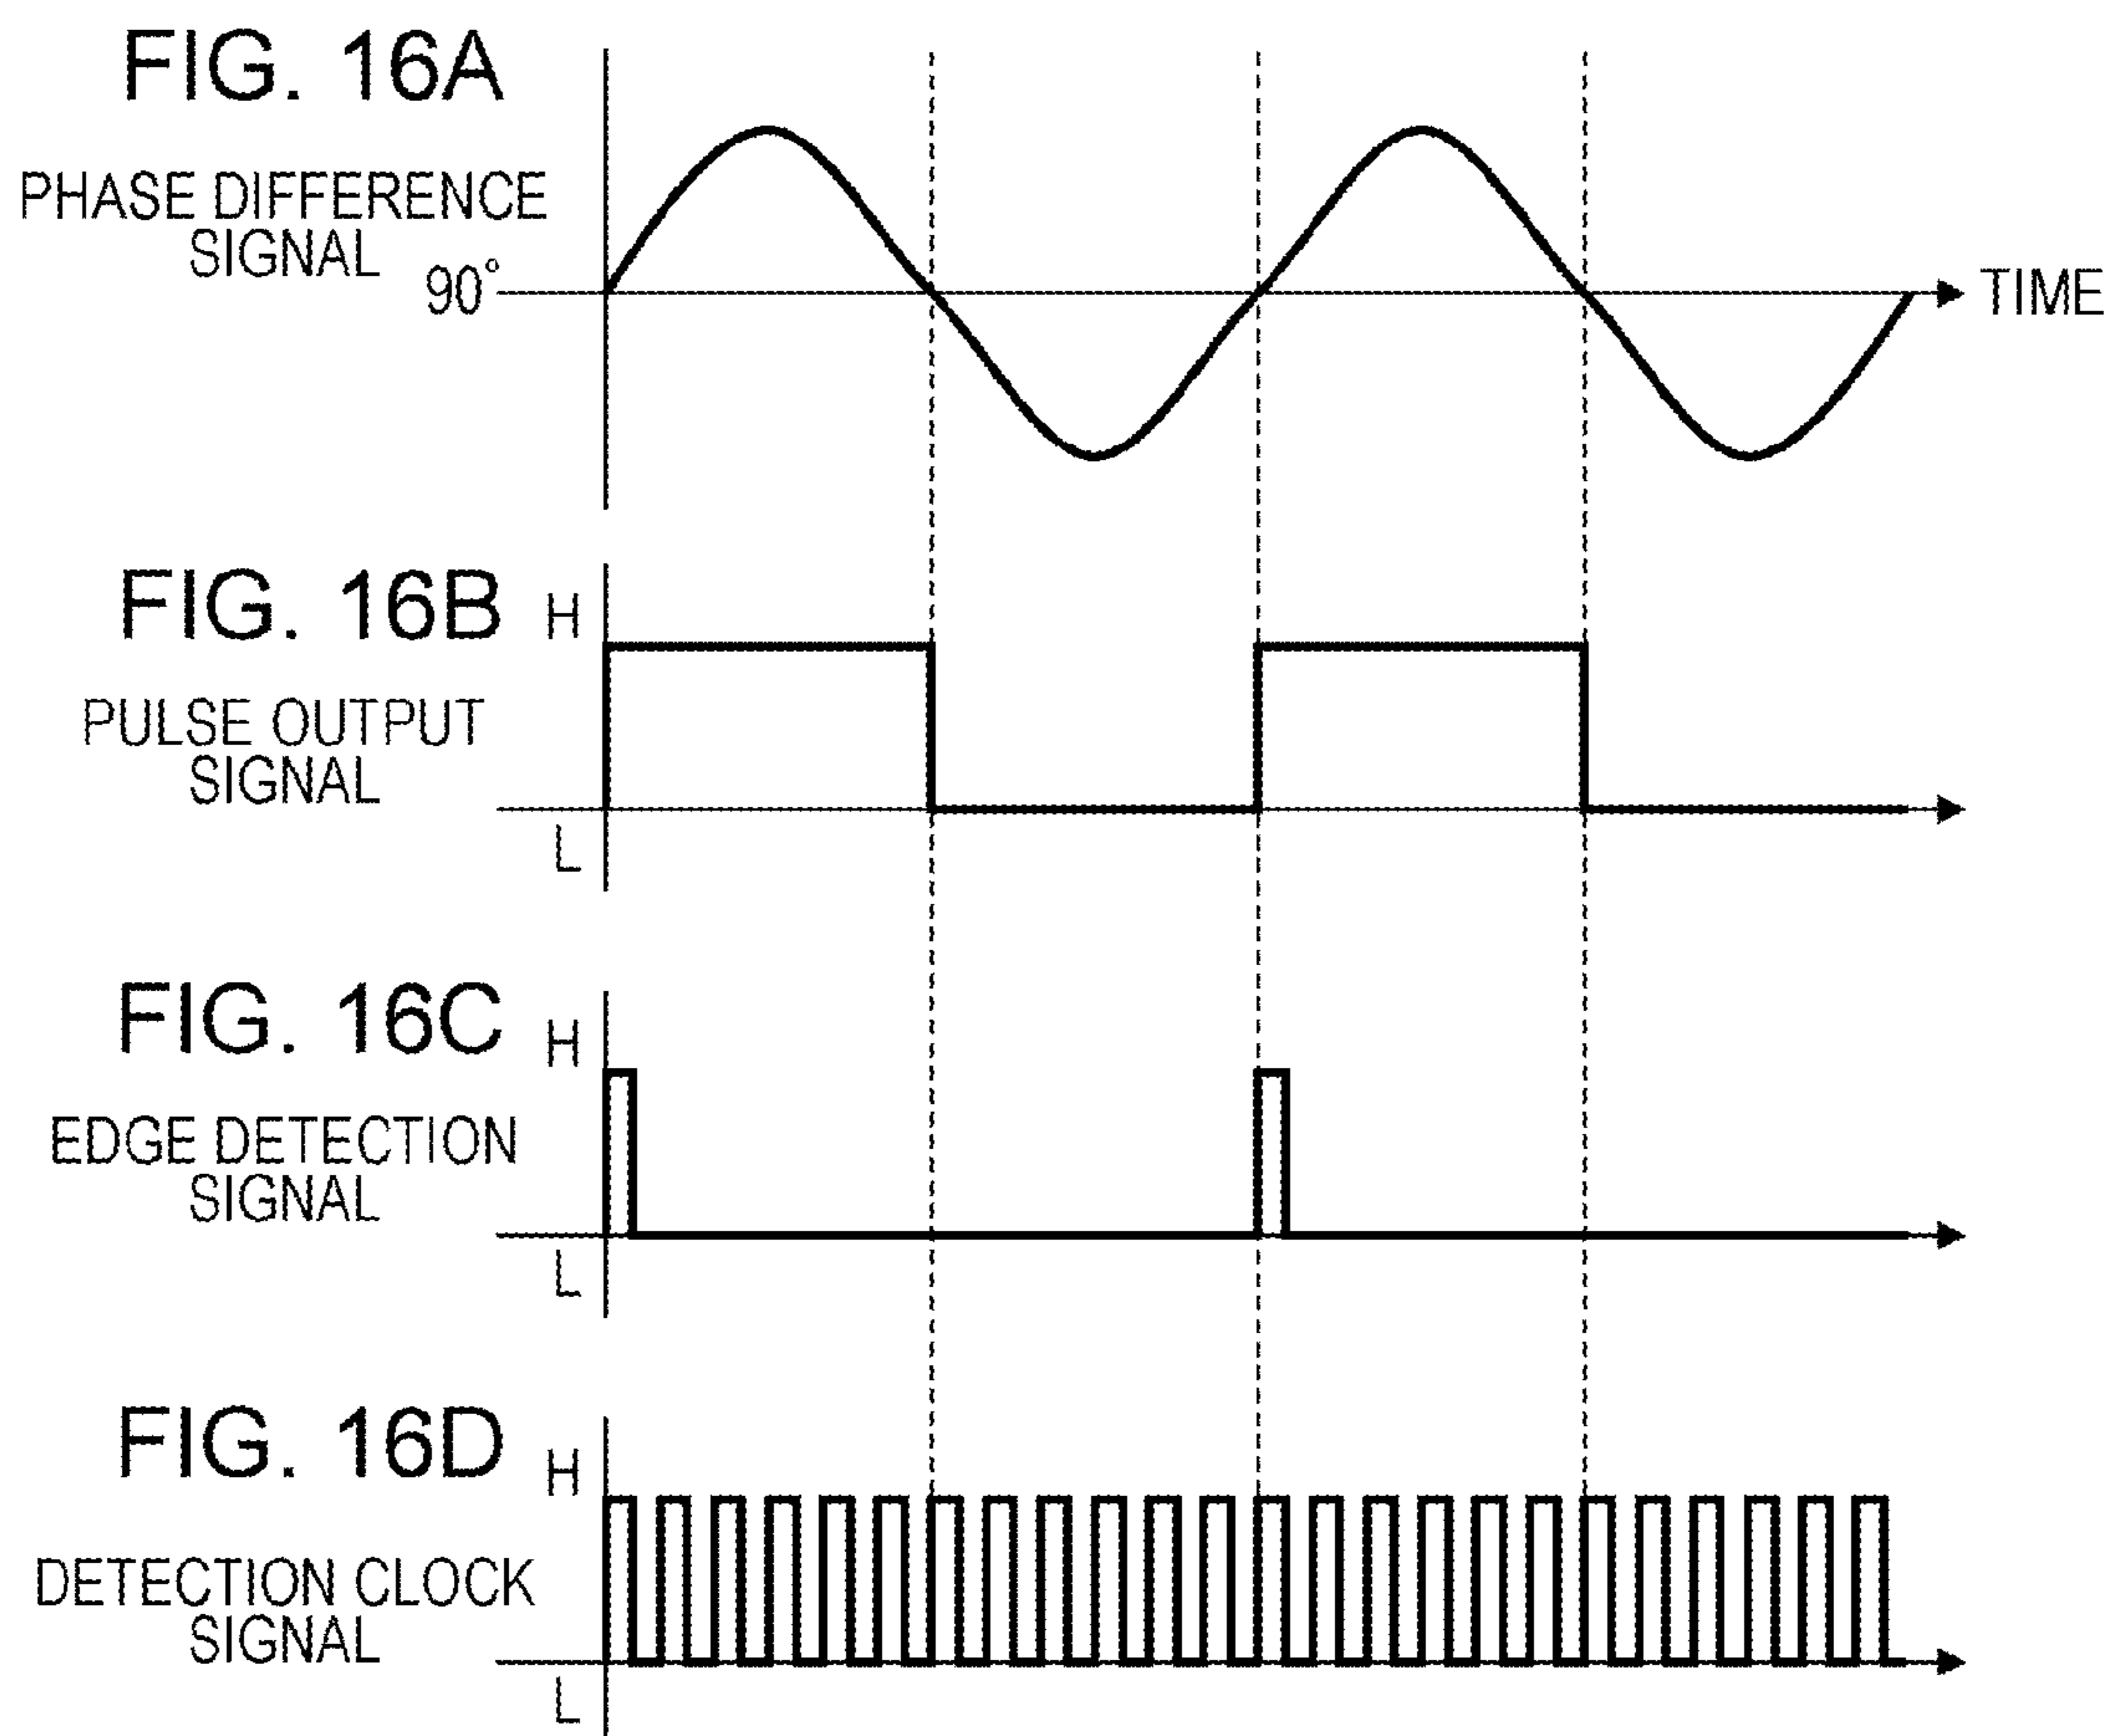 FIG. 16A
PHASE DIFFERENCE
SIGNAL
90°
TIME
FIG. 16B
H
PULSE OUTPUT
SIGNAL
L
FIG. 16C
H
EDGE DETECTION
SIGNAL
L
FIG. 16D
H
DETECTION CLOCK
SIGNAL
L